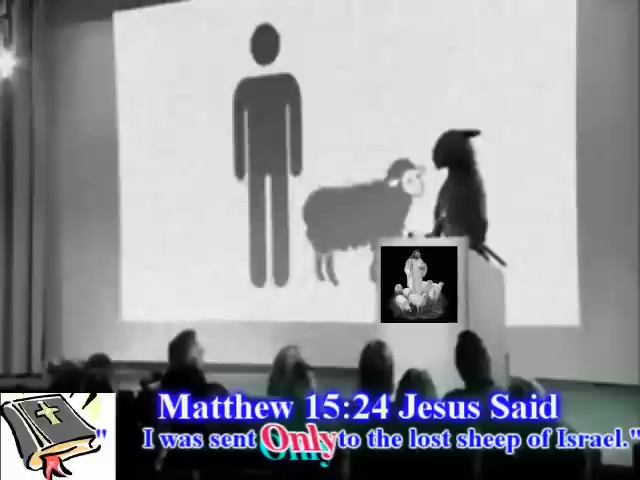 Matthew 15:24 Jesus Said
" I was sent Only to the lost sheep of Israel."